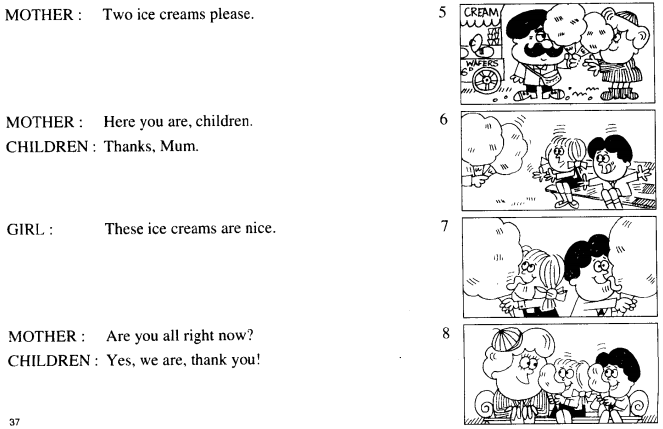 MOTHER : Two ice creams please.
5
CREAM
WAFERS
6D
MOTHER : Here you are, children.
6
CHILDREN : Thanks, Mum.
GIRL : These ice creams are nice.
7
MOTHER : Are you all right now?
8
CHILDREN : Yes, we are, thank you!
37